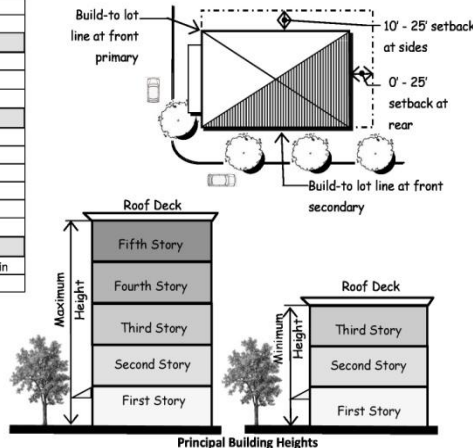 Build-to lot
line at front
primary
10' - 25' setback
at sides
0' - 25'
setback at
rear
Build-to lot line at front
secondary
in
Roof Deck
Fifth Story
Fourth Story
Third Story
Second Story
First Story
Maximum
Height
Roof Deck
Third Story
Second Story
First Story
Minimum
Height
Principal Building Heights